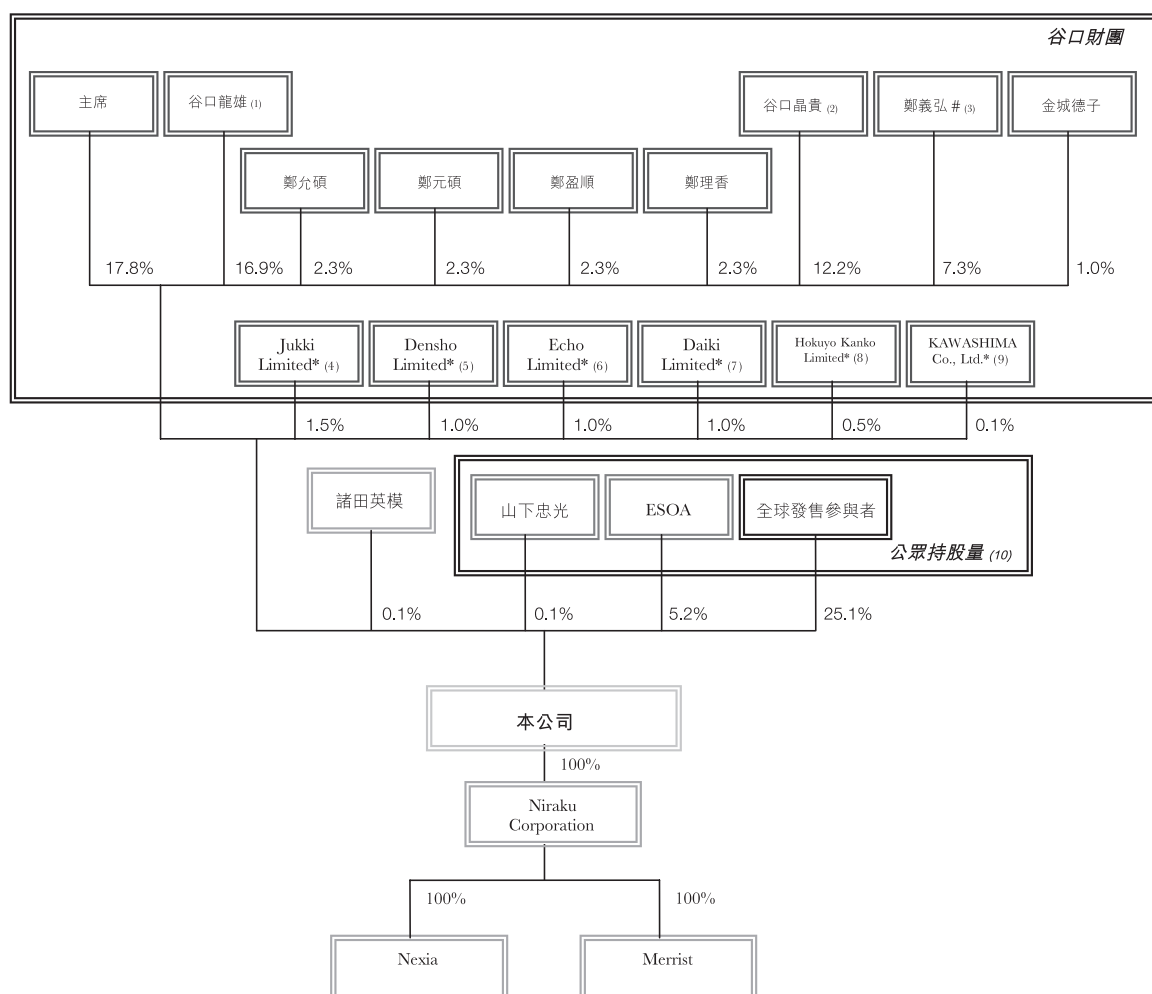 谷口財團
主席
谷口龍雄 (1)
谷口晶貴 (2)
鄭義弘 # (3)
金城德子
鄭允碩
鄭元碩
鄭盈順
鄭理香
17.8%
16.9%
2.3%
2.3%
2.3%
2.3%
12.2%
7.3%
1.0%
Jukki
Limited* (4)
Densho
Limited* (5)
Echo
Limited* (6)
Daiki
Limited* (7)
Hokuyo Kanko
Limited* (8)
KAWASHIMA
Co., Ltd.* (9)
1.5%
1.0%
1.0%
1.0%
0.5%
0.1%
諸田英模
山下忠光
ESOA
全球發售參與者
公眾持股量 (10)
0.1%
0.1%
5.2%
25.1%
本公司
100%
Niraku
Corporation
100%
100%
Nexia
Merrist